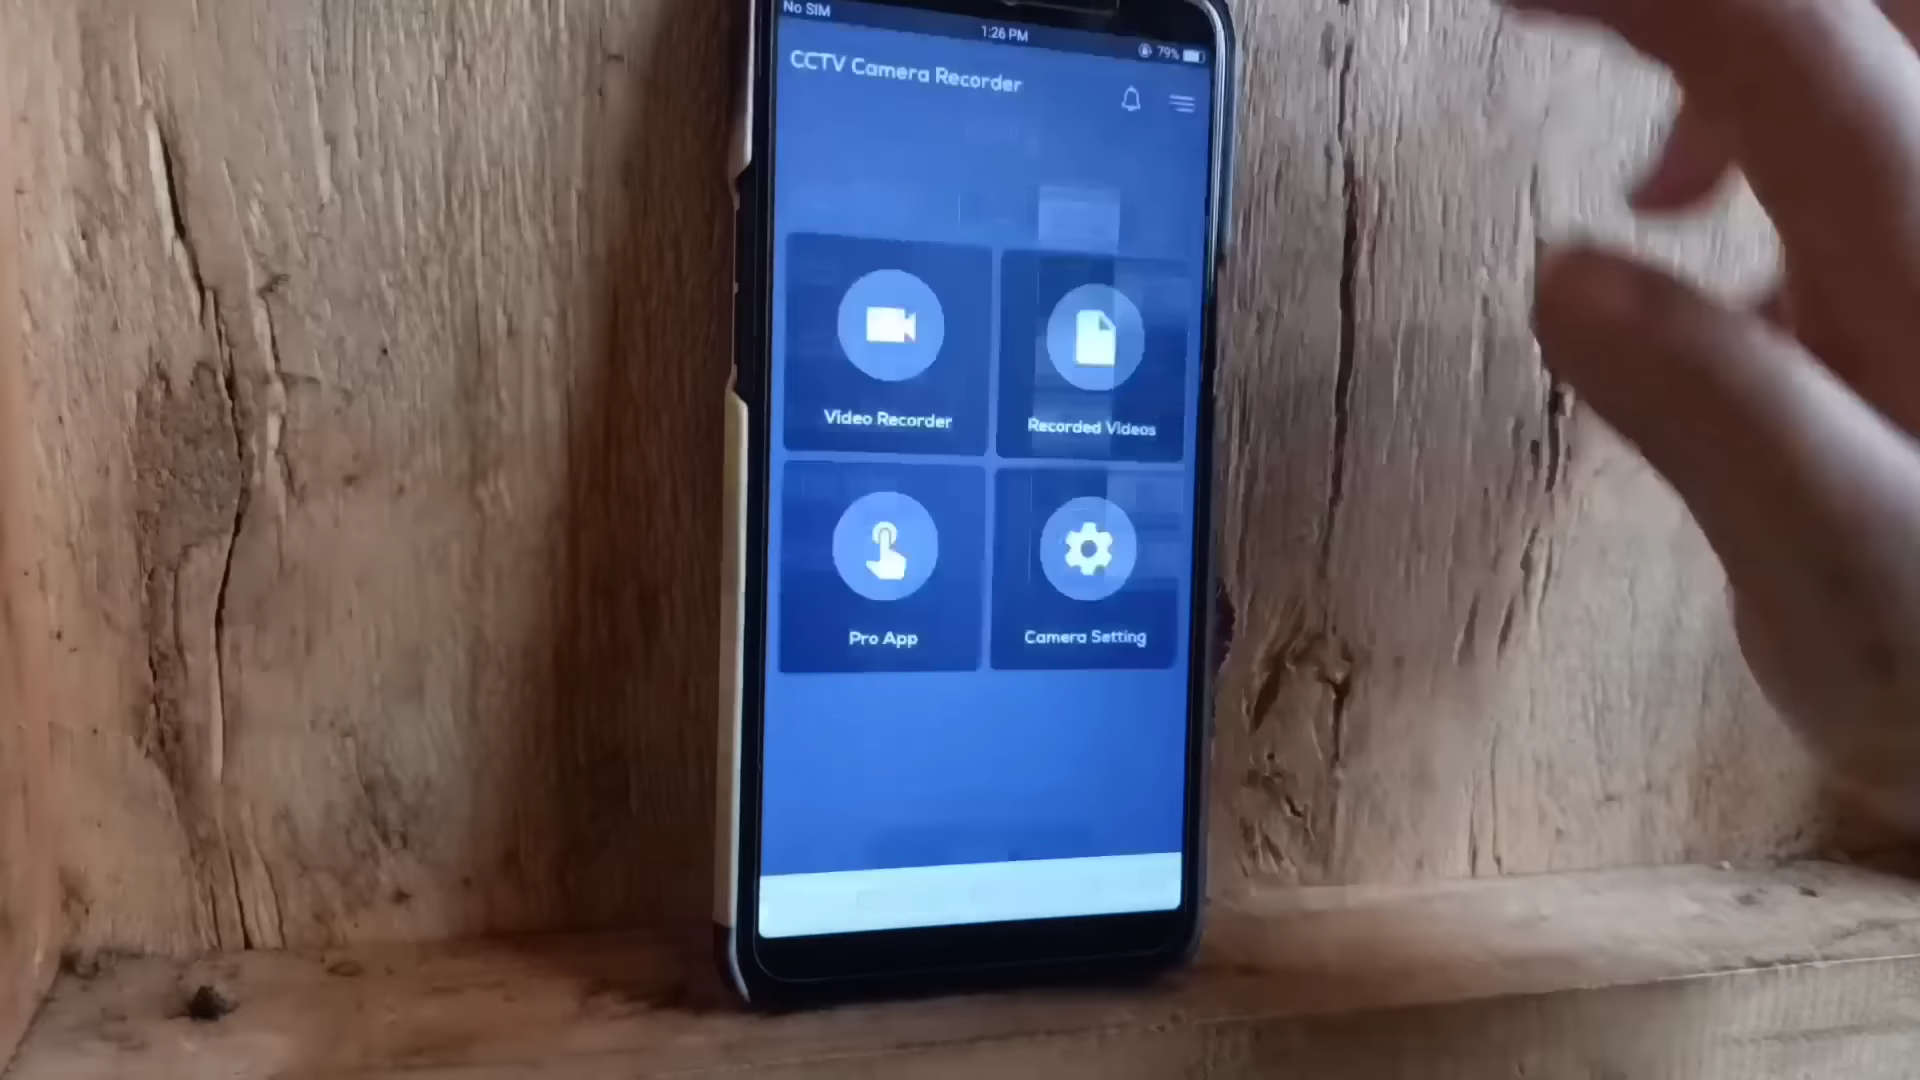 No SIM
1:26 PM
79%
CCTV Camera Recorder
Video Recorder
Recorded Videos
Pro App
Camera Setting